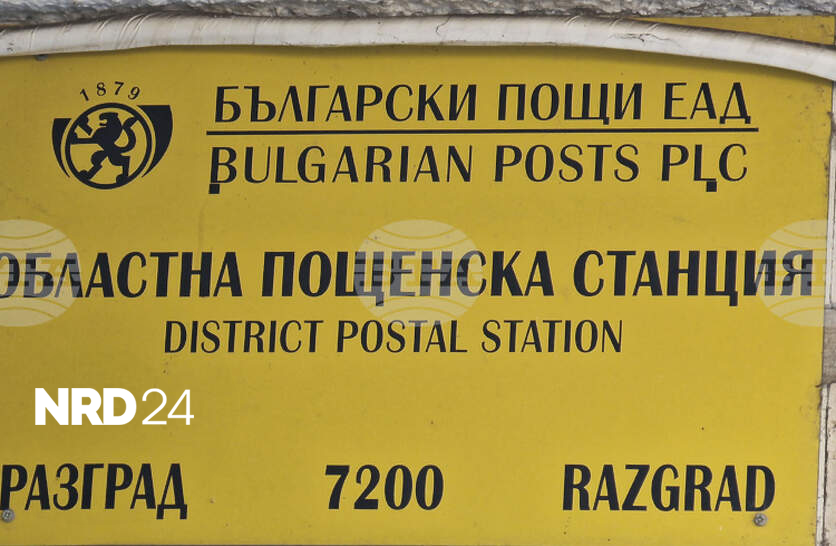 1879
БЪЛГАРСКИ ПОЩИ ЕАД
BULGARIAN POSTS PLC
ОБЛАСТНА ПОЩЕНСКА СТАНЦИЯ
DISTRICT POSTAL STATION
NRD24
РАЗГРАД 7200 RAZGRAD